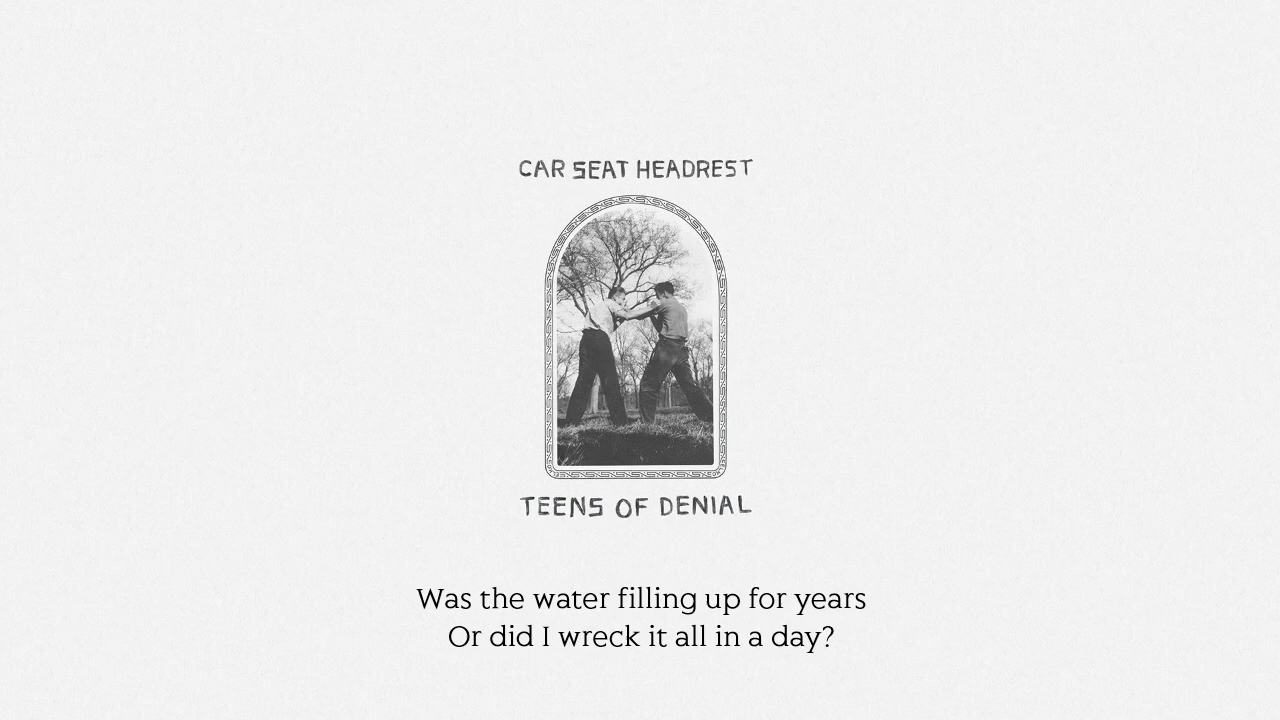 CAR SEAT HEADREST
TEENS OF DENIAL
Was the water filling up for years
Or did I wreck it all in a day?